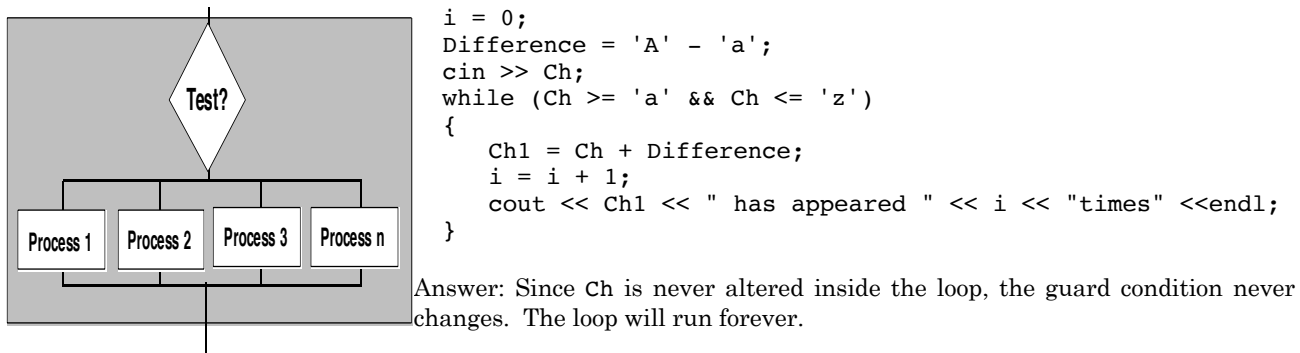 Test?
Process 1
Process 2
Process 3
Process n
i = 0;
Difference = 'A' – 'a';
cin >> Ch;
while (Ch >= 'a' && Ch <= 'z')
{
Ch1 = Ch + Difference;
i = i + 1;
cout << Ch1 << " has appeared " << i << "times" <<endl;
}
Answer: Since Ch is never altered inside the loop, the guard condition never
changes. The loop will run forever.